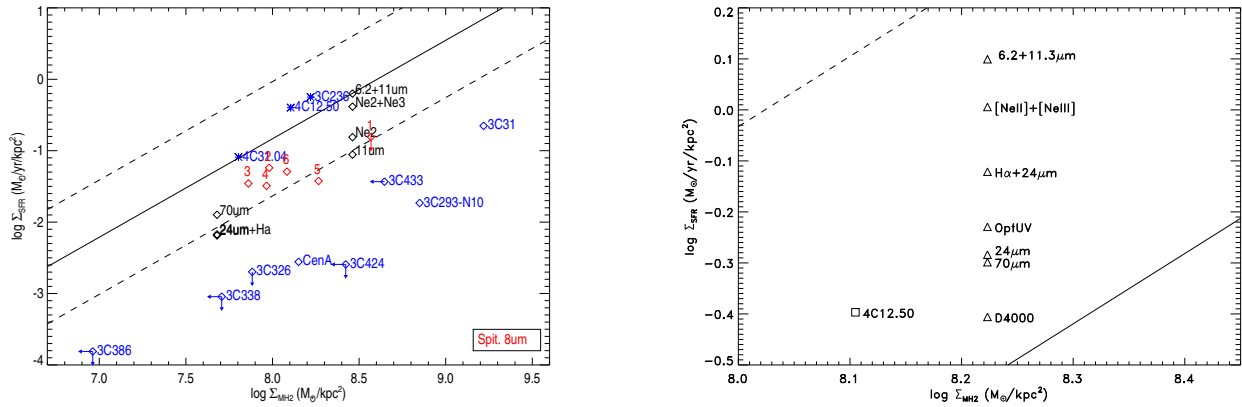 1
0
-1
-2
-3
-4
log Σ_SFR (M_⊙/yr/kpc²)
6.2+11um
Ne2+Ne3
Ne2
11um
70um
24um+Ha
3C236
4C12.50
4C31.04
3C31
3C433
3C293-N10
3C424
CenA
3C326
3C338
3C386
1
2
3
4
5
6
Spit. 8um
7.0 7.5 8.0 8.5 9.0 9.5
log Σ_MH2 (M_⊙/kpc²)
0.2
0.1
0.0
-0.1
-0.2
-0.3
-0.4
-0.5
log Σ_SFR (M_⊙/yr/kpc²)
6.2+11.3μm
[NeII]+[NeIII]
Hα+24μm
OptUV
24μm
70μm
D4000
4C12.50
8.0 8.1 8.2 8.3 8.4
log Σ_MH2 (M_⊙/kpc²)